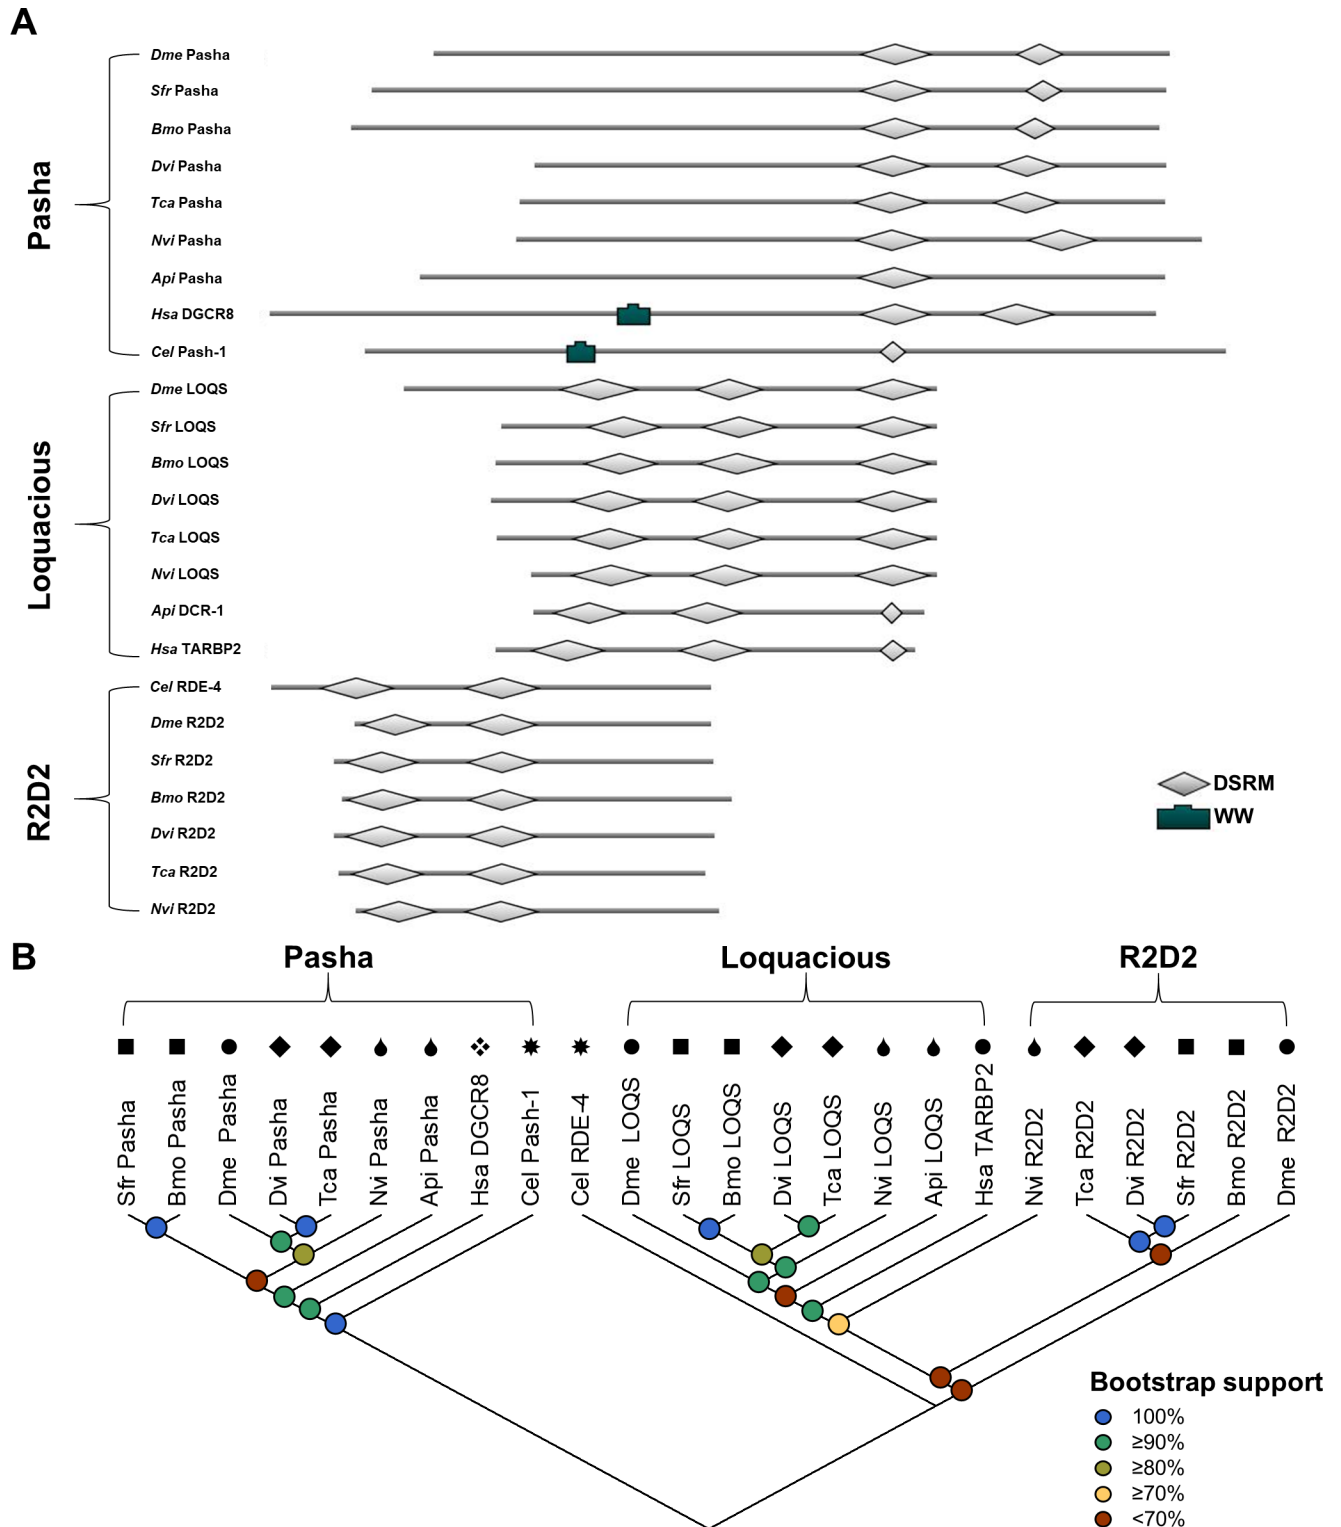 A
Pasha
Dme Pasha
Sfr Pasha
Bmo Pasha
Dvi Pasha
Tca Pasha
Nvi Pasha
Api Pasha
Hsa DGCR8
Cel Pash-1
Loquacious
Dme LOQS
Sfr LOQS
Bmo LOQS
Dvi LOQS
Tca LOQS
Nvi LOQS
Api DCR-1
Hsa TARBP2
R2D2
Cel RDE-4
Dme R2D2
Sfr R2D2
Bmo R2D2
Dvi R2D2
Tca R2D2
Nvi R2D2
DSRM
WW
B
Pasha
Loquacious
R2D2
Sfr Pasha
Bmo Pasha
Dme Pasha
Dvi Pasha
Tca Pasha
Nvi Pasha
Api Pasha
Hsa DGCR8
Cel Pash-1
Cel RDE-4
Dme LOQS
Sfr LOQS
Bmo LOQS
Dvi LOQS
Tca LOQS
Nvi LOQS
Api LOQS
Hsa TARBP2
Nvi R2D2
Tca R2D2
Dvi R2D2
Sfr R2D2
Bmo R2D2
Dme R2D2
Bootstrap support
100%
≥90%
≥80%
≥70%
<70%